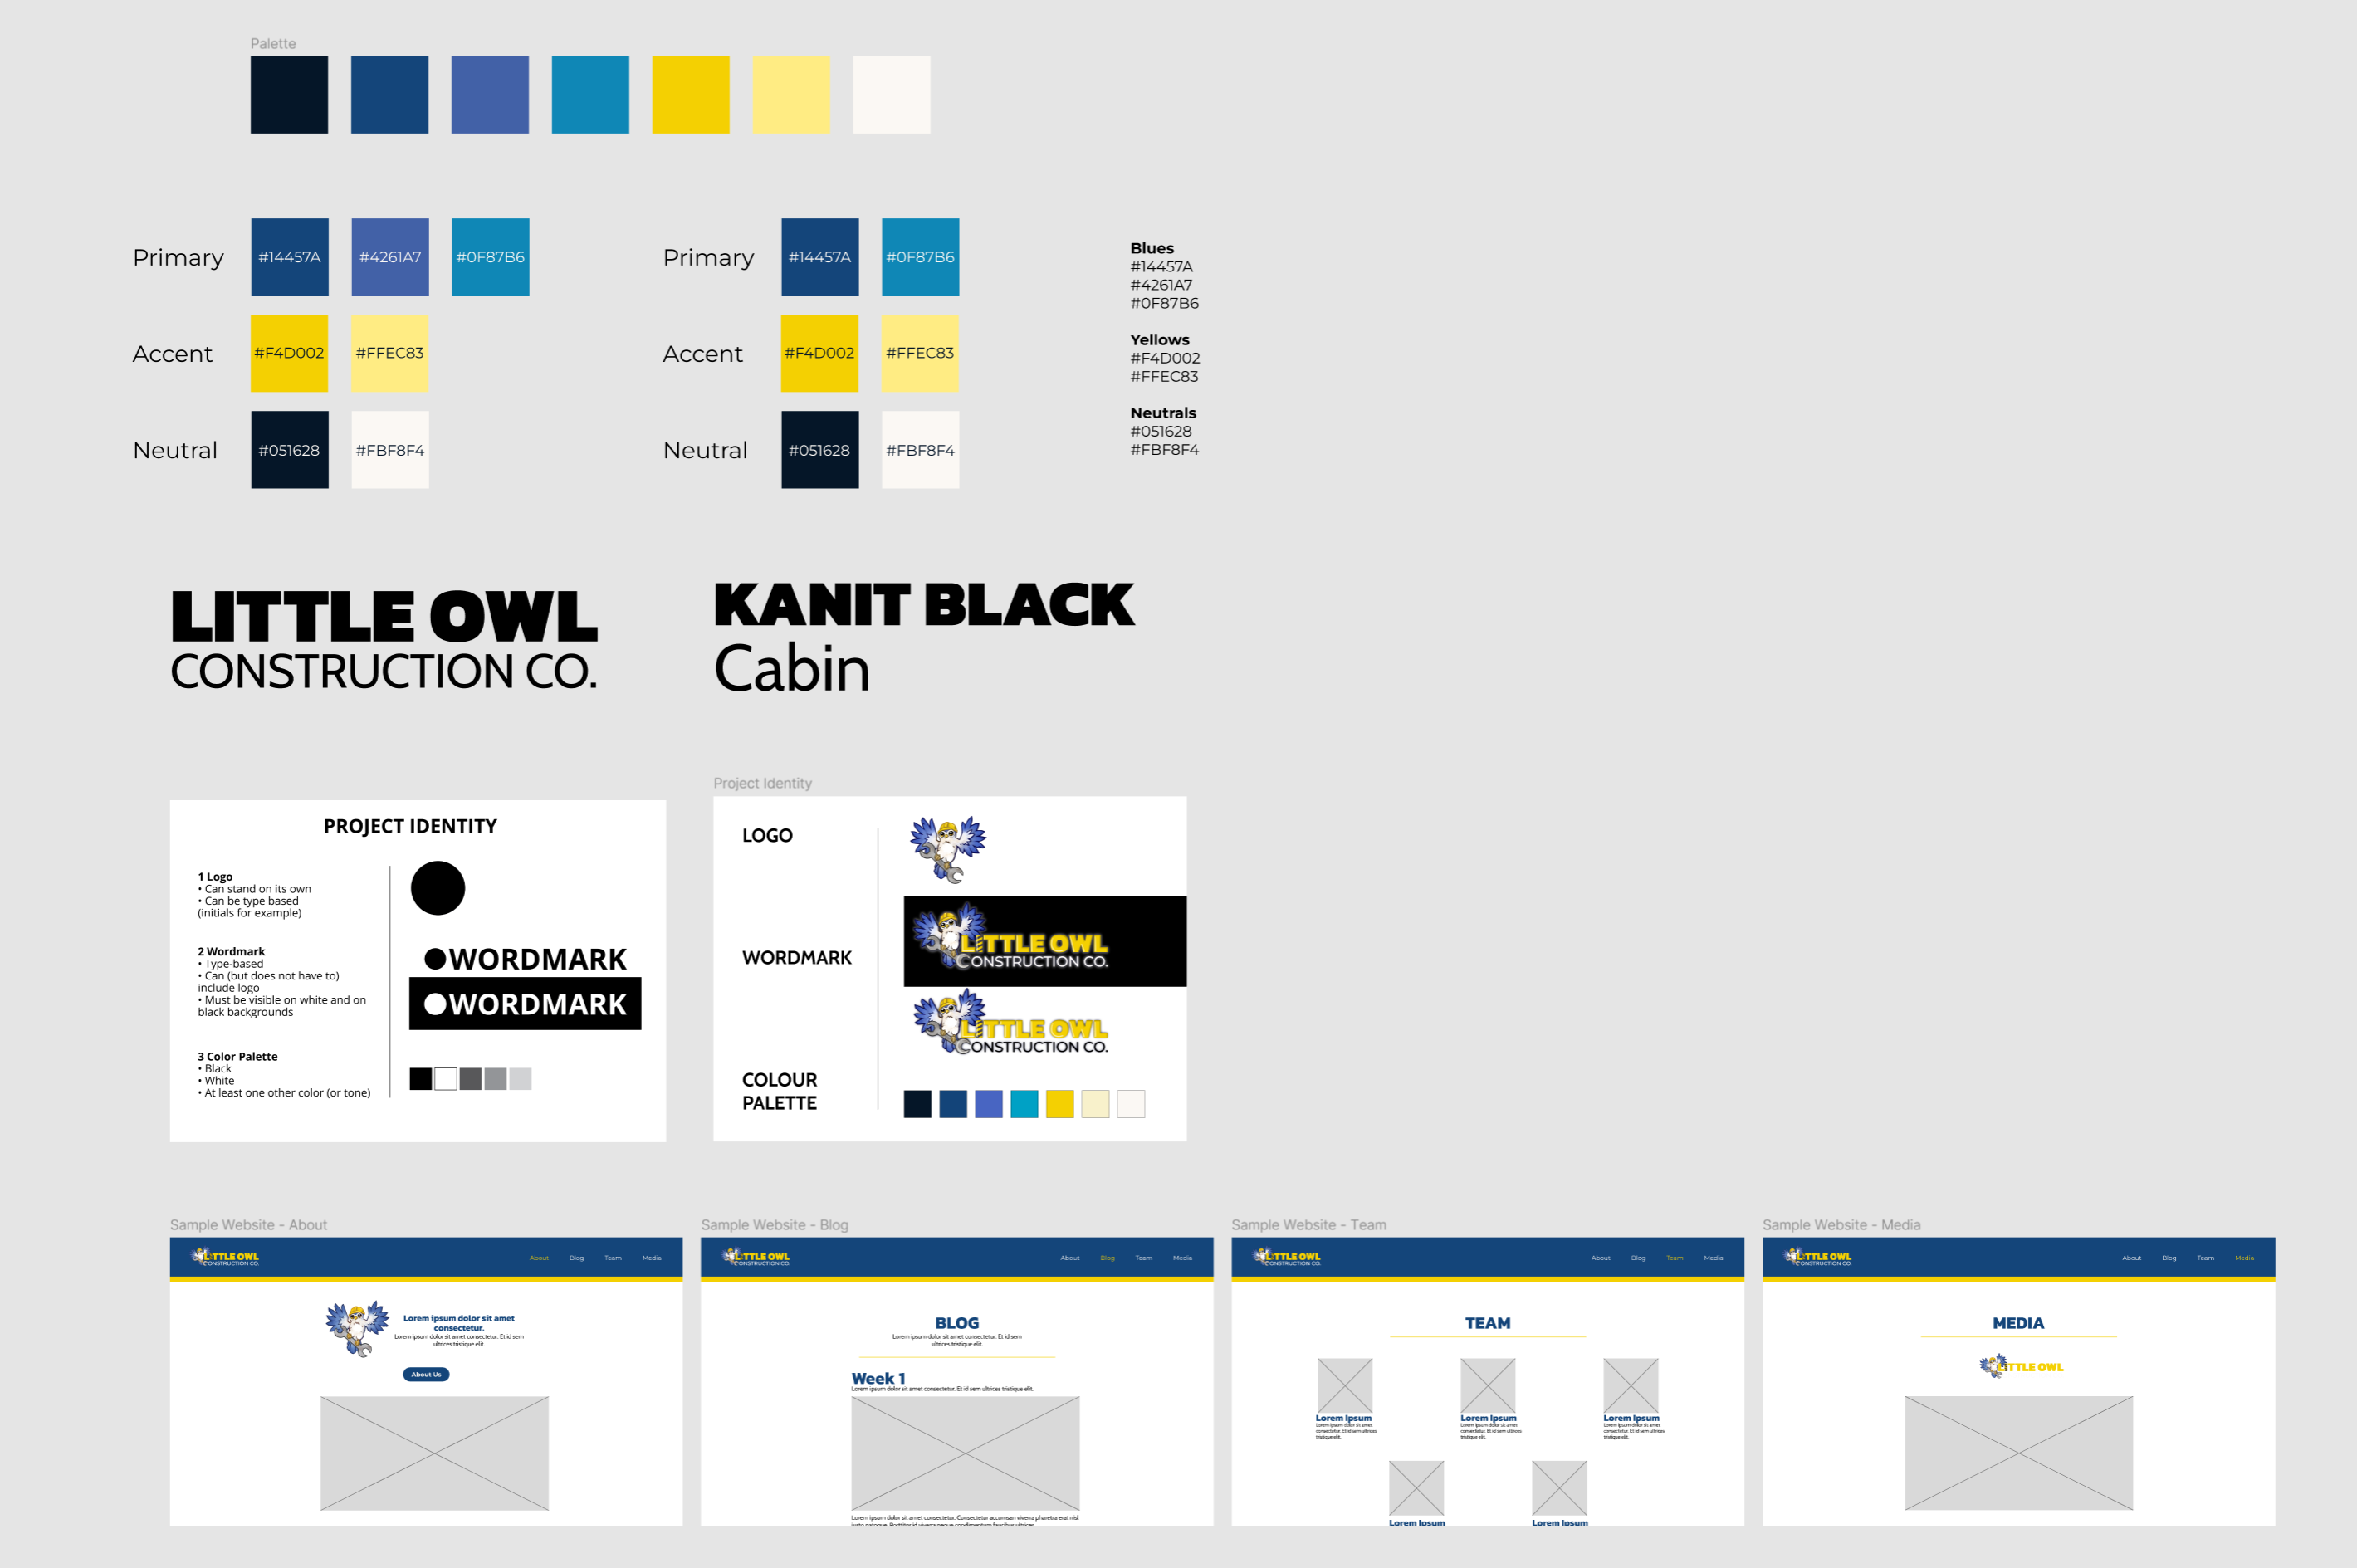 Palette
Primary
#14457A
#4261A7
#0F87B6
Accent
#F4D002
#FFEC83
Neutral
#051628
#FBF8F4
Primary
#14457A
#0F87B6
Accent
#F4D002
#FFEC83
Neutral
#051628
#FBF8F4
Blues
#14457A
#4261A7
#0F87B6
Yellows
#F4D002
#FFEC83
Neutrals
#051628
#FBF8F4
LITTLE OWL
CONSTRUCTION CO.
KANIT BLACK
Cabin
PROJECT IDENTITY
1 Logo
• Can stand on its own
• Can be type based
(initials for example)
2 Wordmark
• Type-based
• Can (but does not have to)
include logo
• Must be visible on white and on
black backgrounds
3 Color Palette
• Black
• White
• At least one other color (or tone)
WORDMARK
WORDMARK
Project Identity
LOGO
WORDMARK
LITTLE OWL
CONSTRUCTION CO.
LITTLE OWL
CONSTRUCTION CO.
COLOUR
PALETTE
Sample Website - About
LITTLE OWL
CONSTRUCTION CO.
About
Blog
Team
Media
Lorem ipsum dolor sit amet
consectetur.
Lorem ipsum dolor sit amet consectetur. Et id sem
ultrices tristique elit.
About Us
Sample Website - Blog
LITTLE OWL
CONSTRUCTION CO.
About
Blog
Team
Media
BLOG
Lorem ipsum dolor sit amet consectetur. Et id sem
ultrices tristique elit.
Week 1
Lorem ipsum dolor sit amet consectetur. Et id sem ultrices tristique elit.
Lorem ipsum dolor sit amet consectetur. Consectetur accumsan viverra pharetra erat nisl
Sample Website - Team
LITTLE OWL
CONSTRUCTION CO.
About
Blog
Team
Media
TEAM
Lorem Ipsum
Lorem ipsum dolor sit amet
consectetur. Et id sem ultrices
tristique elit.
Lorem Ipsum
Lorem ipsum dolor sit amet
consectetur. Et id sem ultrices
tristique elit.
Lorem Ipsum
Lorem ipsum dolor sit amet
consectetur. Et id sem ultrices
tristique elit.
Lorem Ipsum
Lorem Ipsum
Sample Website - Media
LITTLE OWL
CONSTRUCTION CO.
About
Blog
Team
Media
MEDIA
LITTLE OWL